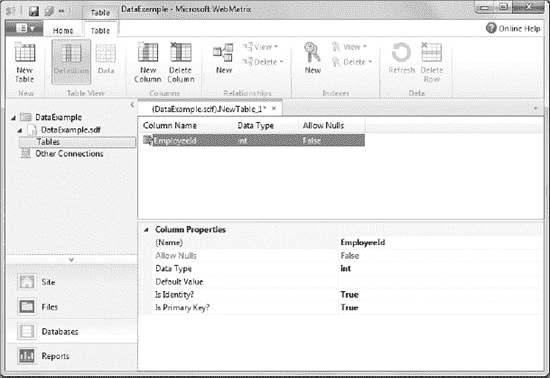 Table
DataExample - Microsoft WebMatrix
Home
Table
Online Help
New Table
Definition
Data
New Column
Delete Column
New
View
Delete
New
View
Delete
Refresh
Delete Row
New
Table View
Columns
Relationships
Indexes
Data
DataExample
DataExample.sdf
Tables
Other Connections
(DataExample.sdf).NewTable_1*
Column Name Data Type Allow Nulls
EmployeeId int False
Column Properties
(Name) EmployeeId
Allow Nulls False
Data Type int
Default Value
Is Identity? True
Is Primary Key? True
Site
Files
Databases
Reports